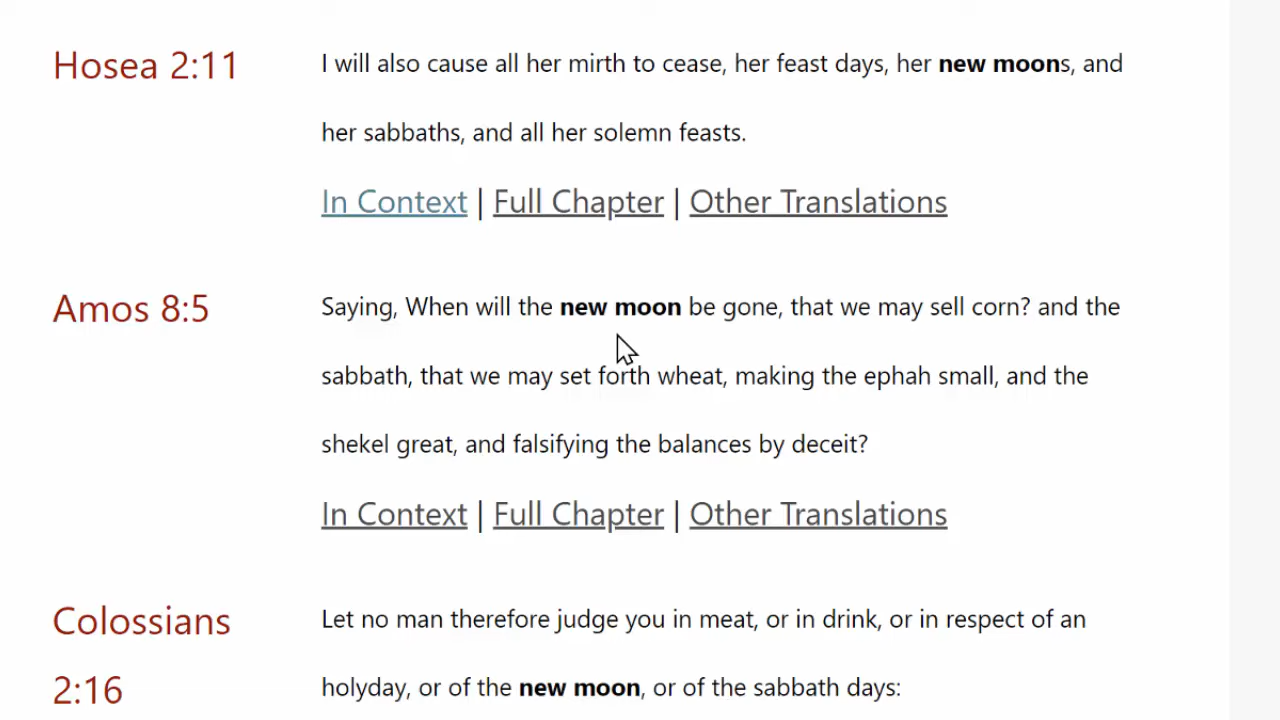 Hosea 2:11
I will also cause all her mirth to cease, her feast days, her new moons, and
her sabbaths, and all her solemn feasts.
In Context | Full Chapter | Other Translations
Amos 8:5
Saying, When will the new moon be gone, that we may sell corn? and the
sabbath, that we may set forth wheat, making the ephah small, and the
shekel great, and falsifying the balances by deceit?
In Context | Full Chapter | Other Translations
Colossians
2:16
Let no man therefore judge you in meat, or in drink, or in respect of an
holyday, or of the new moon, or of the sabbath days: